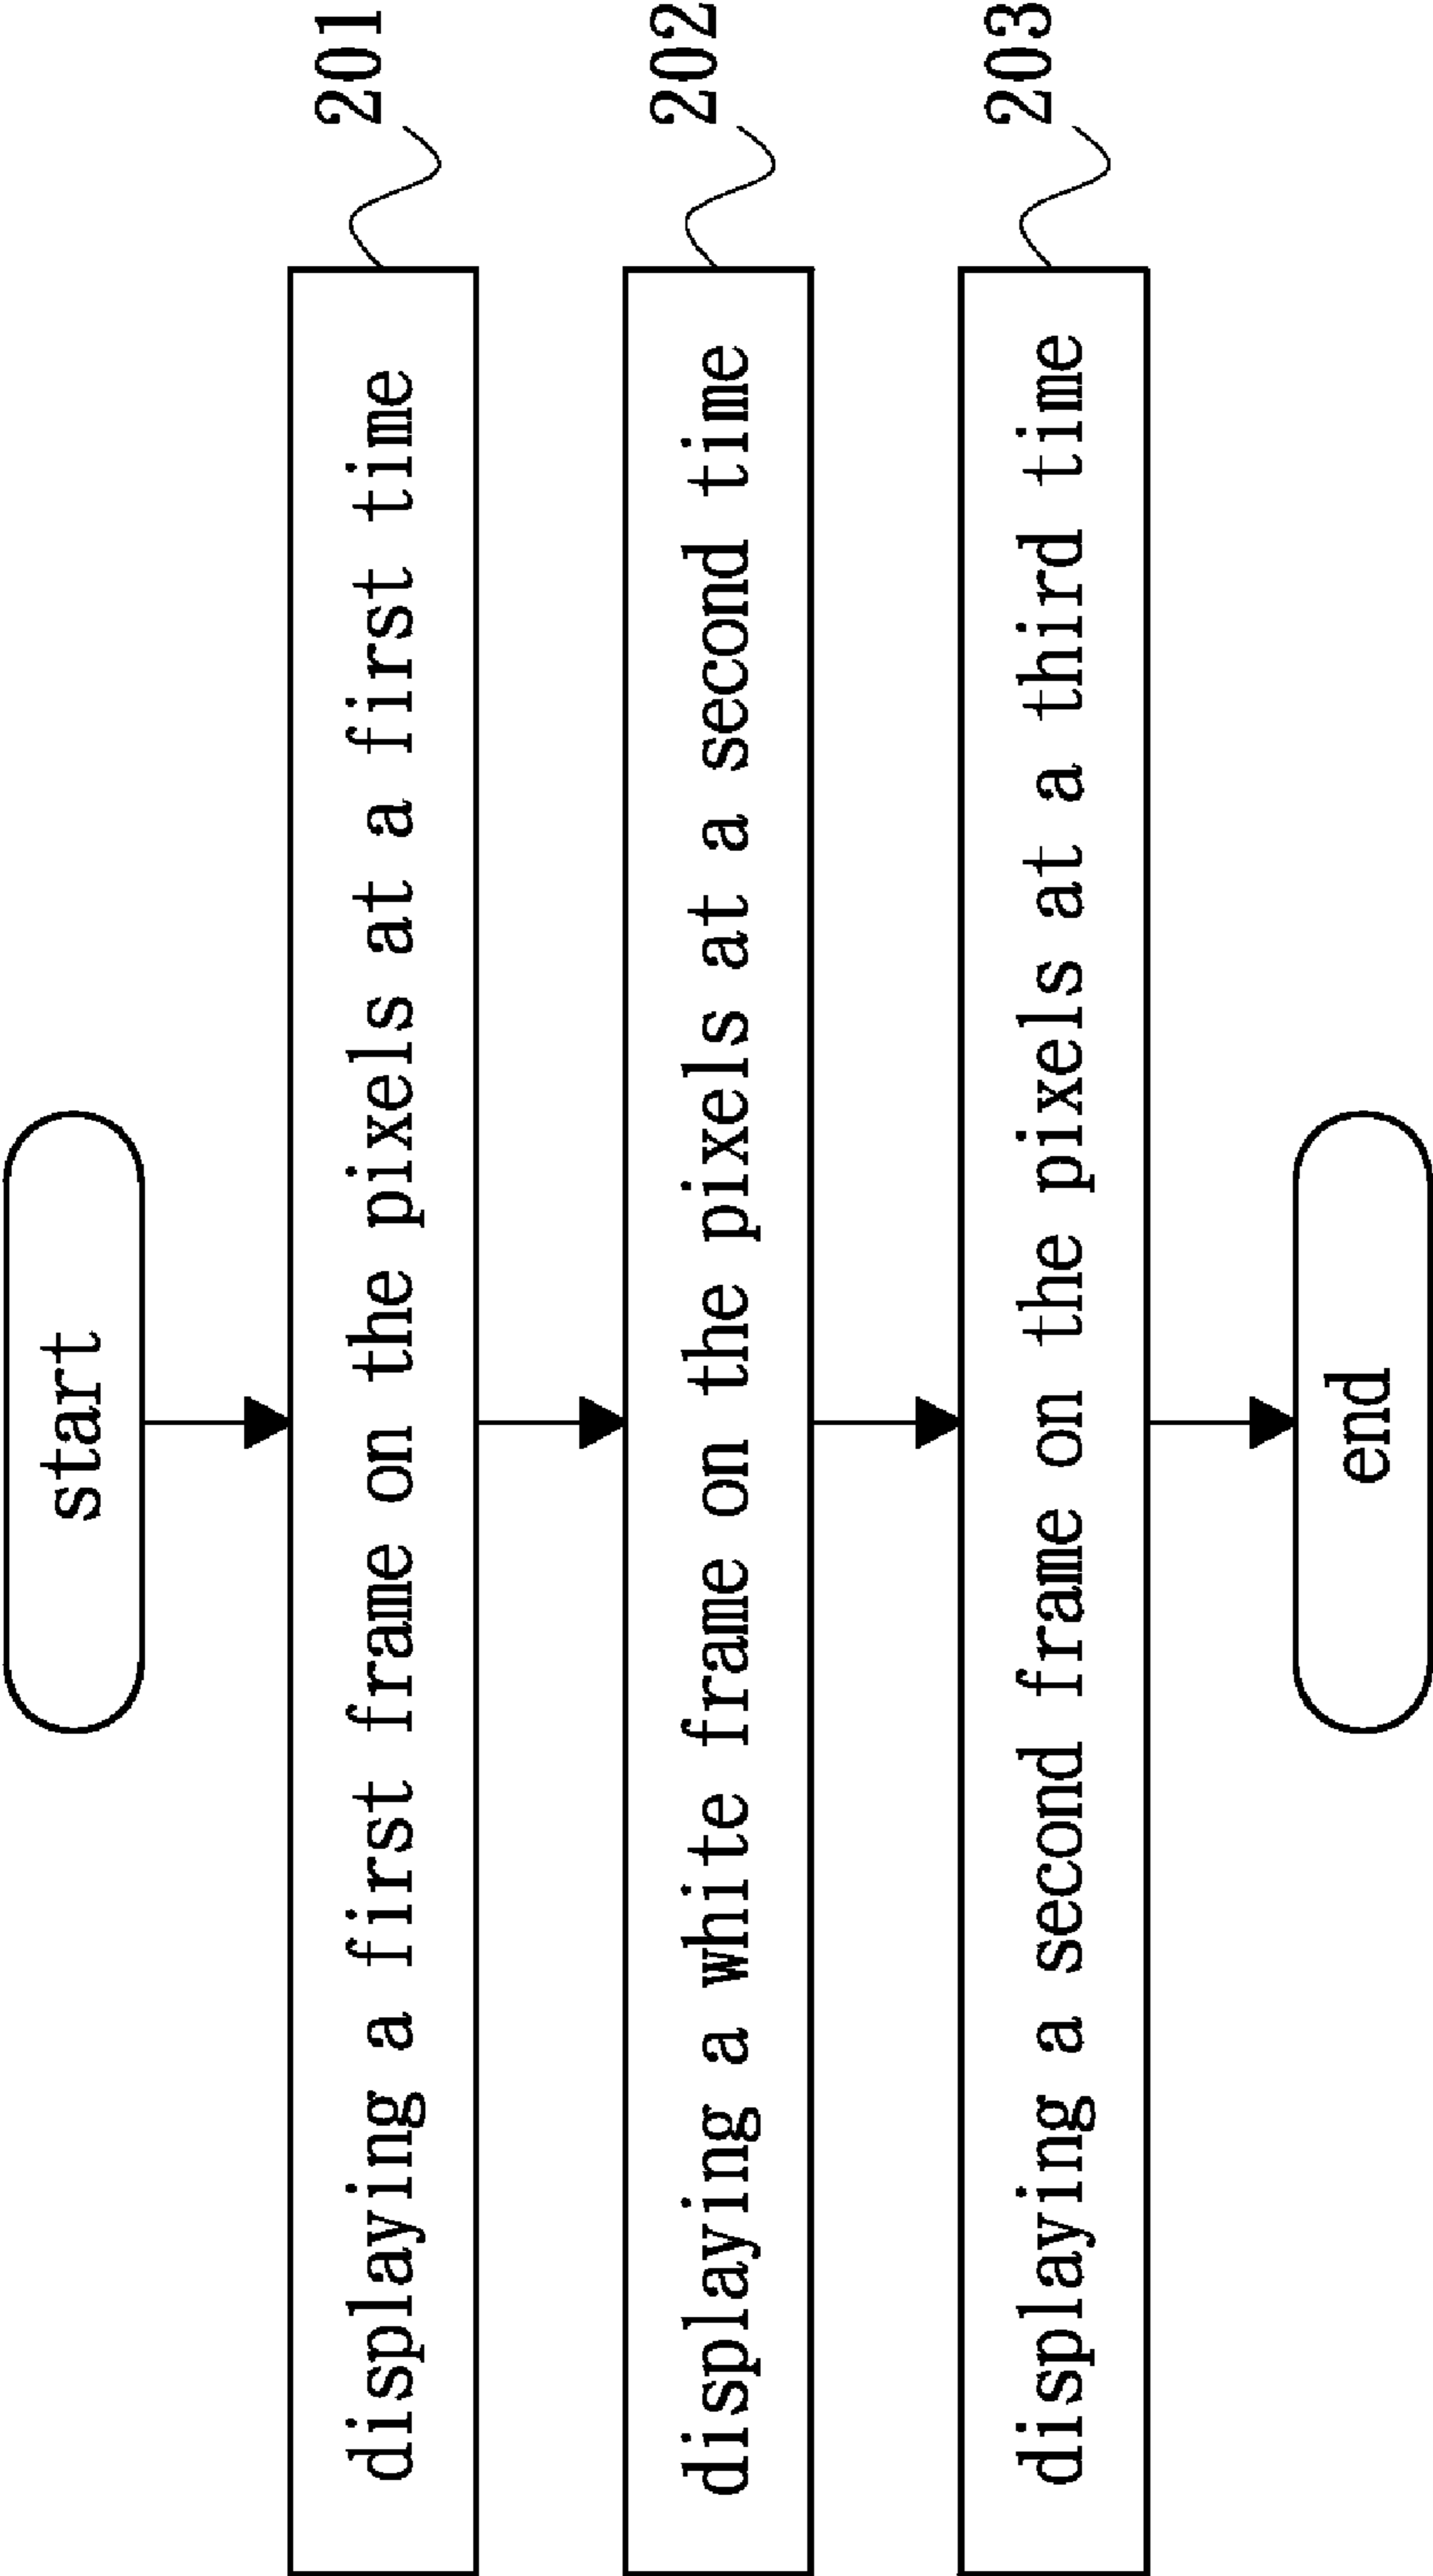 start
displaying a first frame on the pixels at a first time
201
displaying a white frame on the pixels at a second time
202
displaying a second frame on the pixels at a third time
203
end